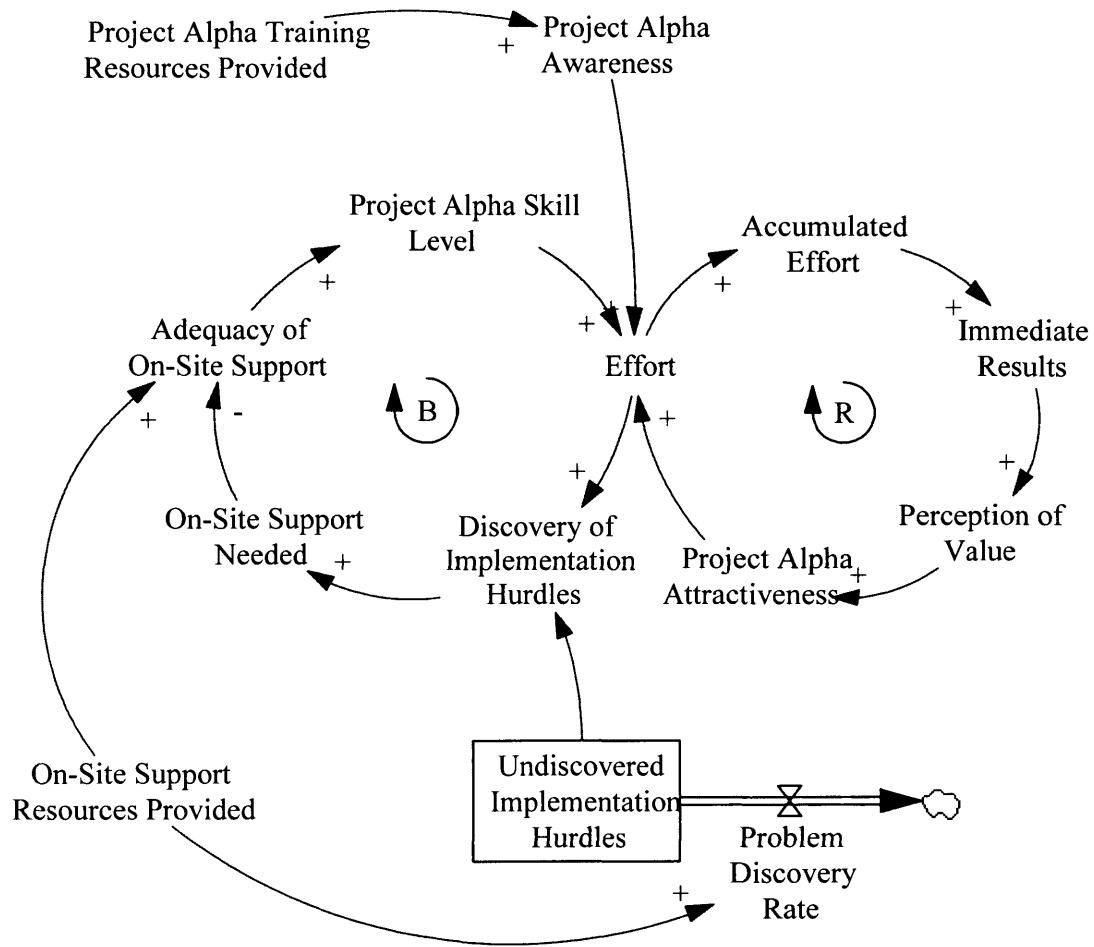 Project Alpha Training
Resources Provided
+
Project Alpha
Awareness
Project Alpha Skill
Level
+
Accumulated
Effort
+
+
Adequacy of
On-Site Support
+
+
Effort
+
Immediate
Results
+
-
B
+
R
+
+
On-Site Support
Needed
+
Discovery of
Implementation
Hurdles
Project Alpha
Attractiveness
+
Perception of
Value
On-Site Support
Resources Provided
Undiscovered
Implementation
Hurdles
Problem
Discovery
Rate
+